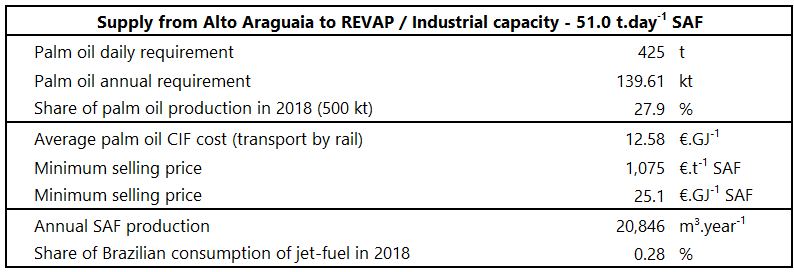 Supply from Alto Araguaia to REVAP / Industrial capacity - 51.0 t.day⁻¹ SAF
Palm oil daily requirement 425 t
Palm oil annual requirement 139.61 kt
Share of palm oil production in 2018 (500 kt) 27.9 %
Average palm oil CIF cost (transport by rail) 12.58 €.GJ⁻¹
Minimum selling price 1,075 €.t⁻¹ SAF
Minimum selling price 25.1 €.GJ⁻¹ SAF
Annual SAF production 20,846 m³.year⁻¹
Share of Brazilian consumption of jet-fuel in 2018 0.28 %